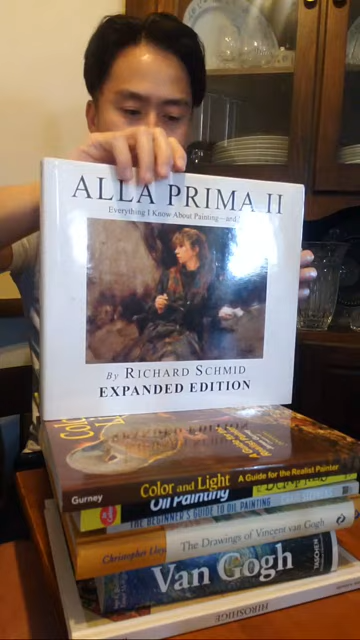 ALLA PRIMA II
Everything I Know About Painting—and
By RICHARD SCHMID
EXPANDED EDITION
Color
Gurney Color and Light A Guide for the Realist Painter
Oil Painting
THE BEGINNER'S GUIDE TO OIL PAINTING
Christopher Lloyd The Drawings of Vincent van Gogh
Van Gogh TASCHEN
HIROSHIGE